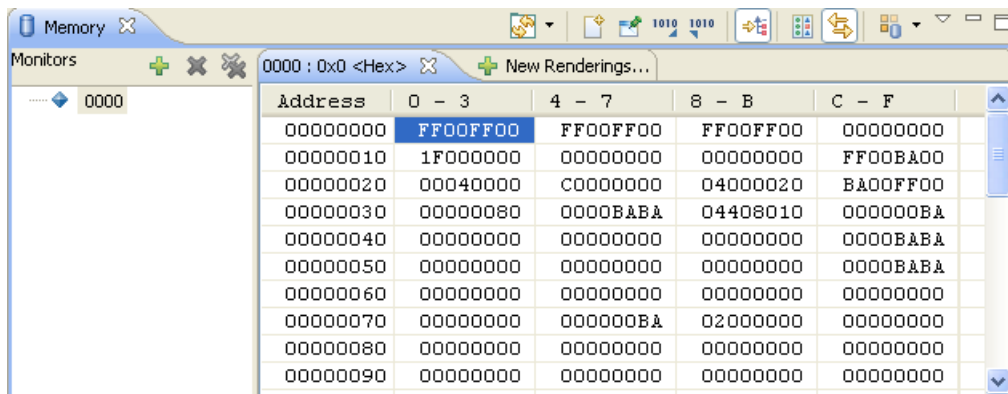 Memory
1010 1010
Monitors
0000 : 0x0 <Hex>
New Renderings...
0000
Address 0 - 3 4 - 7 8 - B C - F
00000000 FF00FF00 FF00FF00 FF00FF00 00000000
00000010 1F000000 00000000 00000000 FF00BA00
00000020 00040000 C0000000 04000020 BA00FF00
00000030 00000080 0000BABA 04408010 000000BA
00000040 00000000 00000000 00000000 0000BABA
00000050 00000000 00000000 00000000 0000BABA
00000060 00000000 00000000 00000000 00000000
00000070 00000000 000000BA 02000000 00000000
00000080 00000000 00000000 00000000 00000000
00000090 00000000 00000000 00000000 00000000